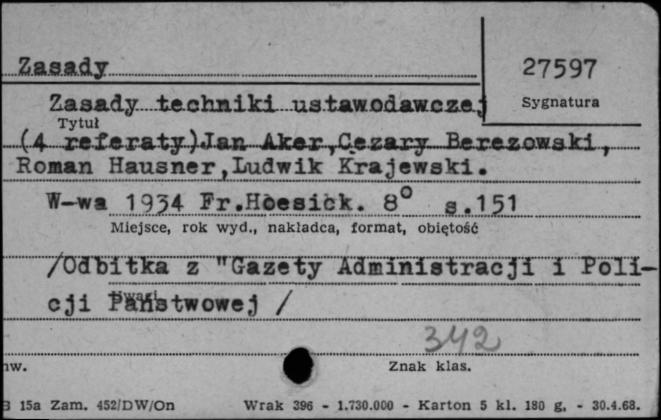 Zasady
27597
Sygnatura
Zasady techniki ustawodawczej
Tytuł
(4 referaty)Jan Aker,Cezary Berezowski,
Roman Hausner,Ludwik Krajewski.
W-wa 1934 Fr.Hoesick. 8° s.151
Miejsce, rok wyd., nakładca, format, objętość
/Odbitka z "Gazety Administracji i Poli-
Uwagi
cji Państwowej /
342
nw.
Znak klas.
B 15a Zam. 452/DW/On Wrak 396 - 1.730.000 - Karton 5 kl. 180 g. - 30.4.68.